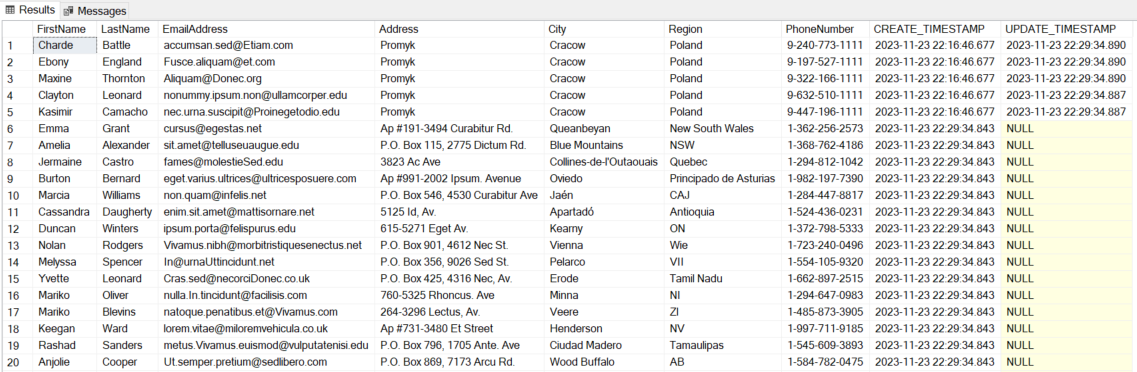 Results Messages
FirstName LastName EmailAddress Address City Region PhoneNumber CREATE_TIMESTAMP UPDATE_TIMESTAMP
1 Charde Battle accumsan.sed@Etiam.com Promyk Cracow Poland 9-240-773-1111 2023-11-23 22:16:46.677 2023-11-23 22:29:34.890
2 Ebony England Fusce.aliquam@et.com Promyk Cracow Poland 9-197-527-1111 2023-11-23 22:16:46.677 2023-11-23 22:29:34.890
3 Maxine Thornton Aliquam@Donec.org Promyk Cracow Poland 9-322-166-1111 2023-11-23 22:16:46.677 2023-11-23 22:29:34.890
4 Clayton Leonard nonummy.ipsum.non@ullamcorper.edu Promyk Cracow Poland 9-632-510-1111 2023-11-23 22:16:46.677 2023-11-23 22:29:34.887
5 Kasimir Camacho nec.urna.suscipit@Proinegetodio.edu Promyk Cracow Poland 9-447-196-1111 2023-11-23 22:16:46.677 2023-11-23 22:29:34.887
6 Emma Grant cursus@egestas.net Ap #191-3494 Curabitur Rd. Queanbeyan New South Wales 1-362-256-2573 2023-11-23 22:29:34.843 NULL
7 Amelia Alexander sit.amet@telluseuaugue.edu P.O. Box 115, 2775 Dictum Rd. Blue Mountains NSW 1-368-762-4186 2023-11-23 22:29:34.843 NULL
8 Jermaine Castro fames@molestieSed.edu 3823 Ac Ave Collines-de-l'Outaouais Quebec 1-294-812-1042 2023-11-23 22:29:34.843 NULL
9 Burton Bernard eget.varius.ultrices@ultricesposuere.com Ap #991-2002 Ipsum. Avenue Oviedo Principado de Asturias 1-982-197-7390 2023-11-23 22:29:34.843 NULL
10 Marcia Williams non.quam@infelis.net P.O. Box 546, 4530 Curabitur Ave Jaén CAJ 1-284-447-8817 2023-11-23 22:29:34.843 NULL
11 Cassandra Daugherty enim.sit.amet@mattisornare.net 5125 Id, Av. Apartadó Antioquia 1-524-436-0231 2023-11-23 22:29:34.843 NULL
12 Duncan Winters ipsum.porta@felispurus.edu 615-5271 Eget Av. Kearny ON 1-372-798-5333 2023-11-23 22:29:34.843 NULL
13 Nolan Rodgers Vivamus.nibh@morbitristiquesenectus.net P.O. Box 901, 4612 Nec St. Vienna Wie 1-723-240-0496 2023-11-23 22:29:34.843 NULL
14 Melyssa Spencer In@urnaUttincidunt.net P.O. Box 356, 9026 Sed St. Pelarco VII 1-554-105-9320 2023-11-23 22:29:34.843 NULL
15 Yvette Leonard Cras.sed@necorciDonec.co.uk P.O. Box 425, 4316 Nec, Av. Erode Tamil Nadu 1-662-897-2515 2023-11-23 22:29:34.843 NULL
16 Mariko Oliver nulla.In.tincidunt@facilisis.com 760-5325 Rhoncus. Ave Minna NI 1-294-647-0983 2023-11-23 22:29:34.843 NULL
17 Mariko Blevins natoque.penatibus.et@Vivamus.com 264-3296 Lectus, Av. Veere ZI 1-485-873-3905 2023-11-23 22:29:34.843 NULL
18 Keegan Ward lorem.vitae@miloremvehicula.co.uk Ap #731-3480 Et Street Henderson NV 1-997-711-9185 2023-11-23 22:29:34.843 NULL
19 Rashad Sanders metus.Vivamus.euismod@vulputatenisi.edu P.O. Box 796, 1705 Ante. Av. Ciudad Madero Tamaulipas 1-545-609-3893 2023-11-23 22:29:34.843 NULL
20 Anjolie Cooper Ut.semper.pretium@sedlibero.com P.O. Box 869, 7173 Arcu Rd. Wood Buffalo AB 1-584-782-0475 2023-11-23 22:29:34.843 NULL